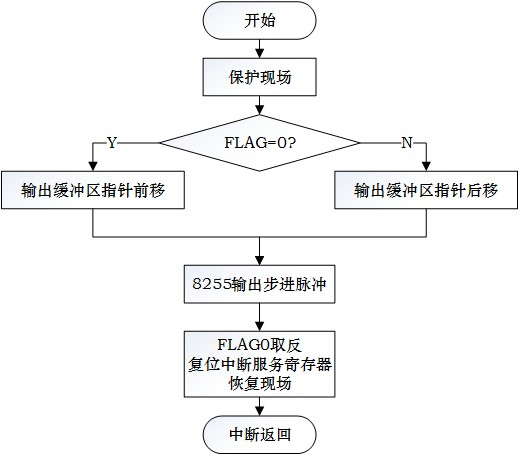 开始
保护现场
FLAG=0?
Y
N
输出缓冲区指针前移
输出缓冲区指针后移
8255输出步进脉冲
FLAG0取反
复位中断服务寄存器
恢复现场
中断返回